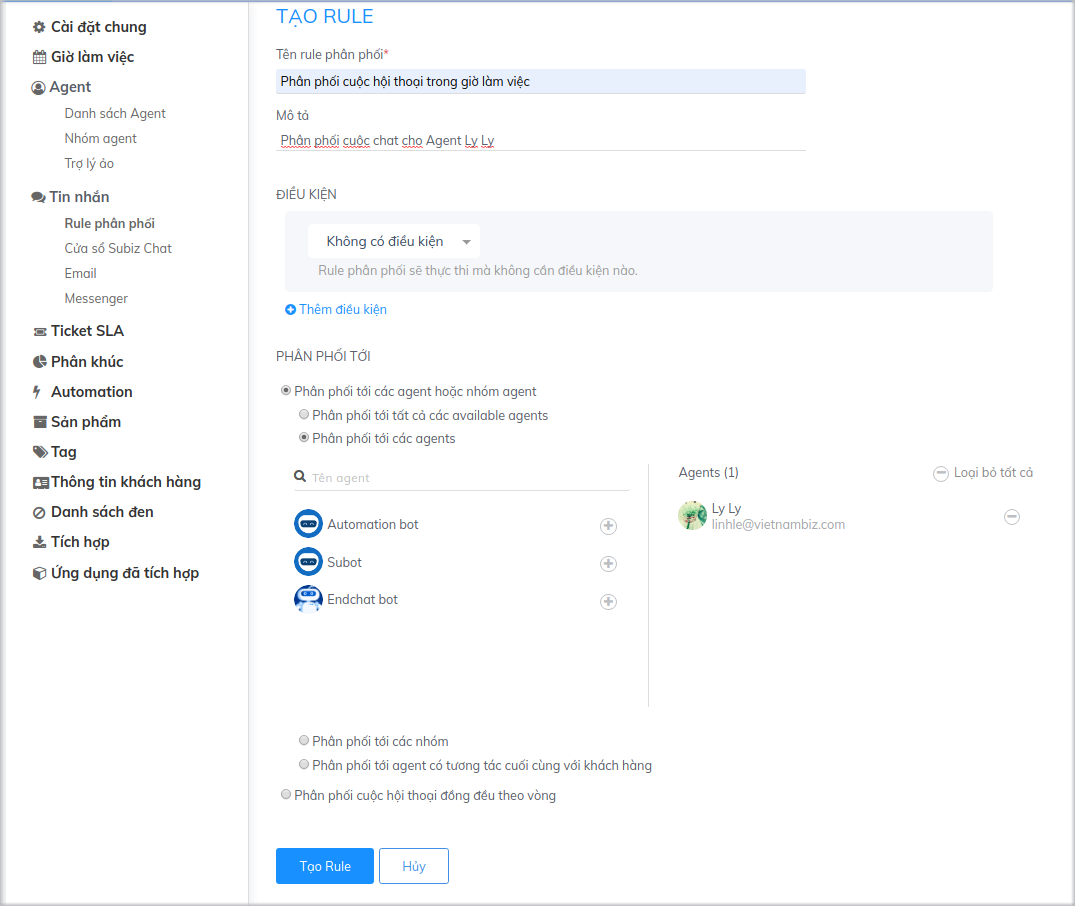 Cài đặt chung
Giờ làm việc
Agent
Danh sách Agent
Nhóm agent
Trợ lý ảo
Tin nhắn
Rule phân phối
Cửa sổ Subiz Chat
Email
Messenger
Ticket SLA
Phân khúc
Automation
Sản phẩm
Tag
Thông tin khách hàng
Danh sách đen
Tích hợp
Ứng dụng đã tích hợp
TẠO RULE
Tên rule phân phối*
Phân phối cuộc hội thoại trong giờ làm việc
Mô tả
Phân phối cuộc chat cho Agent Ly Ly
ĐIỀU KIỆN
Không có điều kiện
Rule phân phối sẽ thực thi mà không cần điều kiện nào.
Thêm điều kiện
PHÂN PHỐI TỚI
Phân phối tới các agent hoặc nhóm agent
Phân phối tới tất cả các available agents
Phân phối tới các agents
Tên agent
Automation bot
Subot
Endchat bot
Agents (1)
Loại bỏ tất cả
Ly Ly
linhle@vietnambiz.com
Phân phối tới các nhóm
Phân phối tới agent có tương tác cuối cùng với khách hàng
Phân phối cuộc hội thoại đồng đều theo vòng
Tạo Rule
Hủy